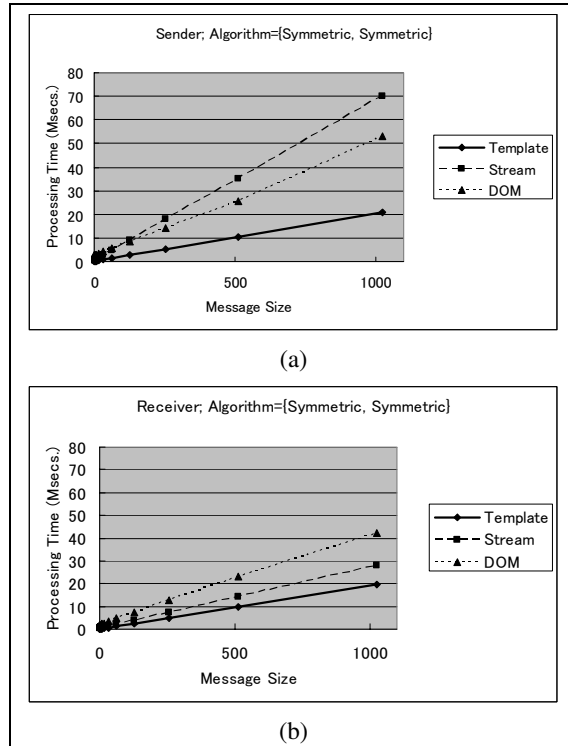 Sender; Algorithm={Symmetric, Symmetric}
Processing Time (Msecs.)
80
70
60
50
40
30
20
10
0
0 500 1000
Message Size
Template
Stream
DOM
(a)
Receiver; Algorithm={Symmetric, Symmetric}
Processing Time (Msecs.)
80
70
60
50
40
30
20
10
0
0 500 1000
Message Size
Template
Stream
DOM
(b)